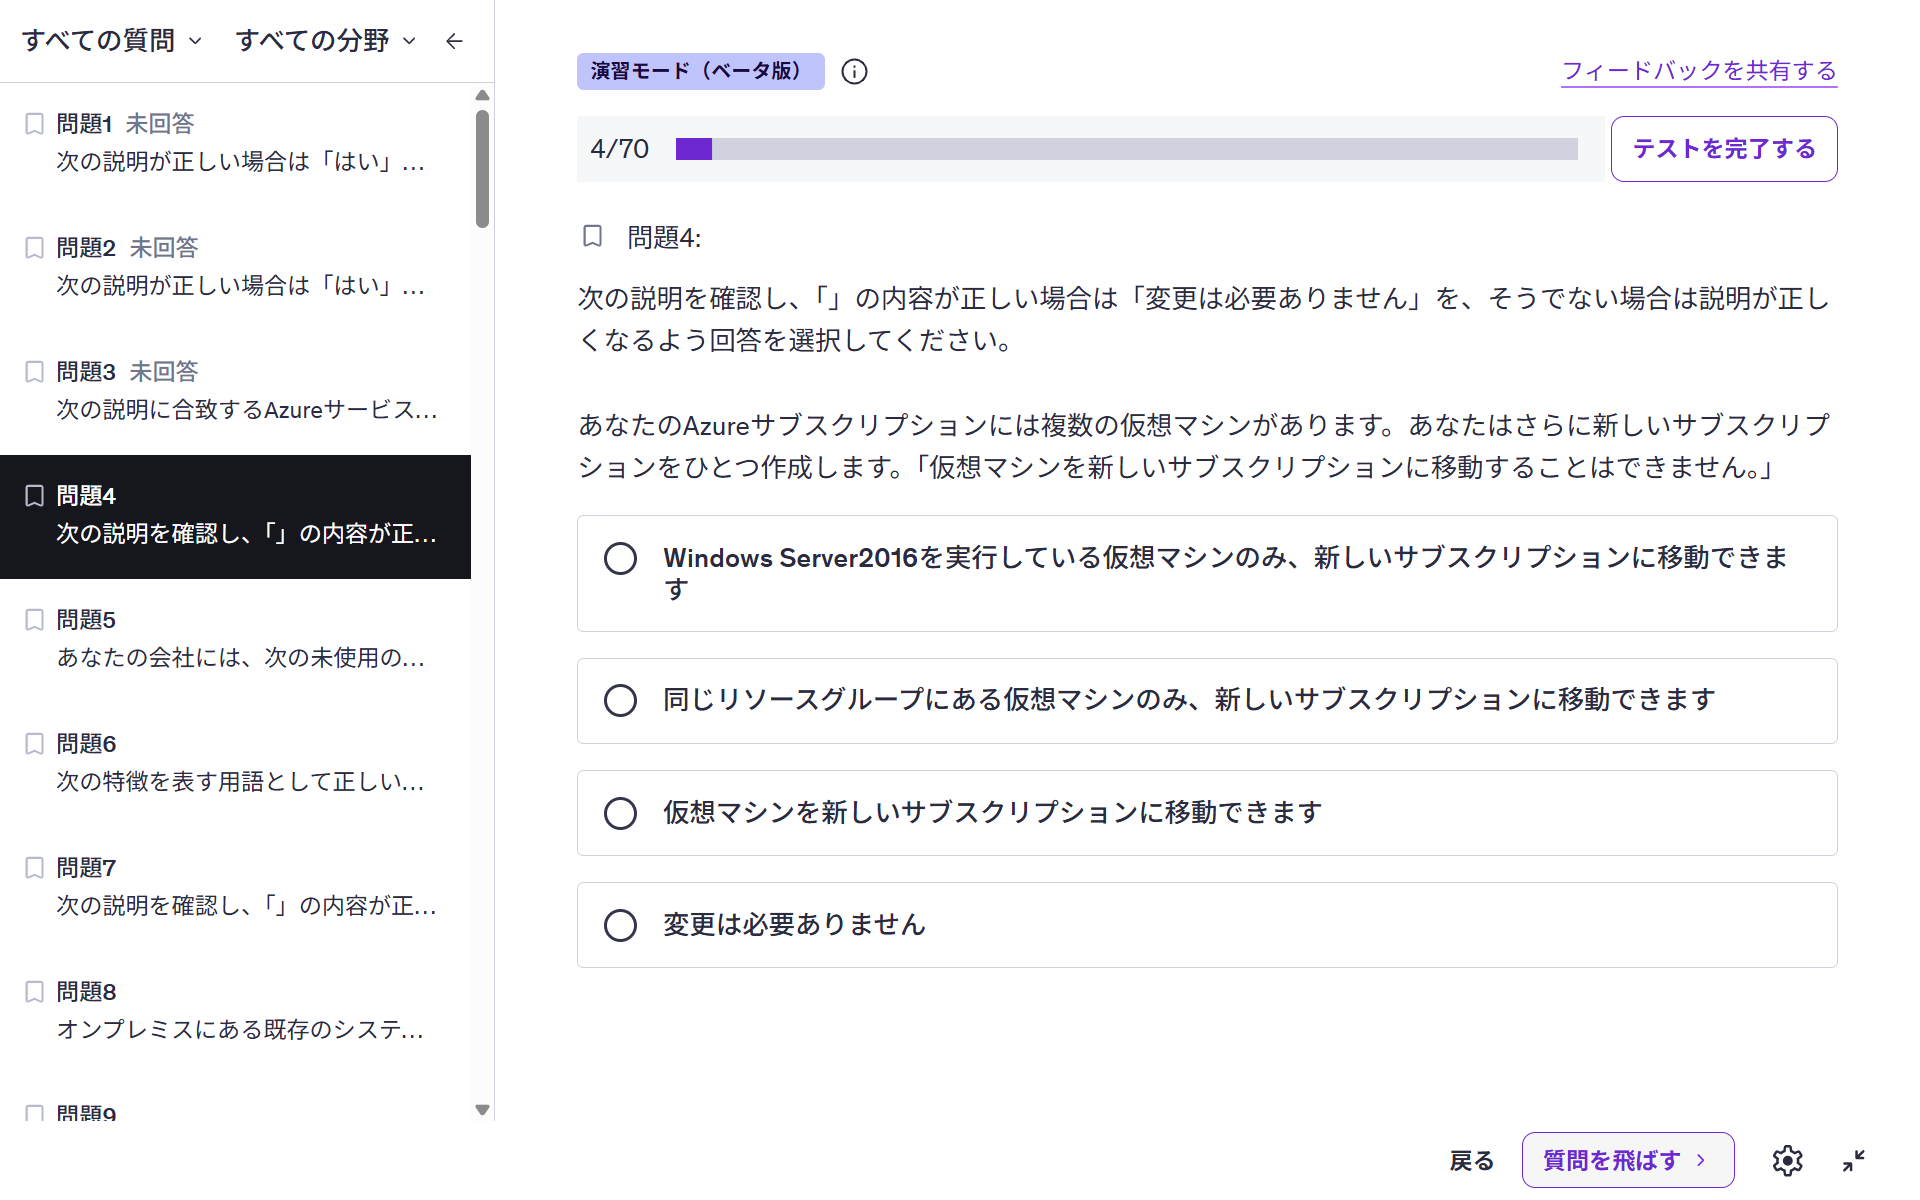 すべての質問
すべての分野
問題1 未回答
次の説明が正しい場合は「はい」...
問題2 未回答
次の説明が正しい場合は「はい」...
問題3 未回答
次の説明に合致するAzureサービス...
問題4
次の説明を確認し、「」の内容が正...
問題5
あなたの会社には、次の未使用の...
問題6
次の特徴を表す用語として正しい...
問題7
次の説明を確認し、「」の内容が正...
問題8
オンプレミスにある既存のシステ...
問題9
演習モード（ベータ版）
フィードバックを共有する
4/70
テストを完了する
問題4:
次の説明を確認し、「」の内容が正しい場合は「変更は必要ありません」を、そうでない場合は説明が正し
くなるよう回答を選択してください。
あなたのAzureサブスクリプションには複数の仮想マシンがあります。あなたはさらに新しいサブスクリプ
ションをひとつ作成します。「仮想マシンを新しいサブスクリプションに移動することはできません。」
Windows Server2016を実行している仮想マシンのみ、新しいサブスクリプションに移動できま
す
同じリソースグループにある仮想マシンのみ、新しいサブスクリプションに移動できます
仮想マシンを新しいサブスクリプションに移動できます
変更は必要ありません
戻る
質問を飛ばす